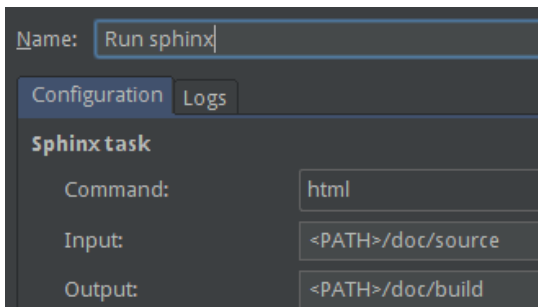 Name: Run sphinx
Configuration Logs
Sphinx task
Command: html
Input: <PATH>/doc/source
Output: <PATH>/doc/build